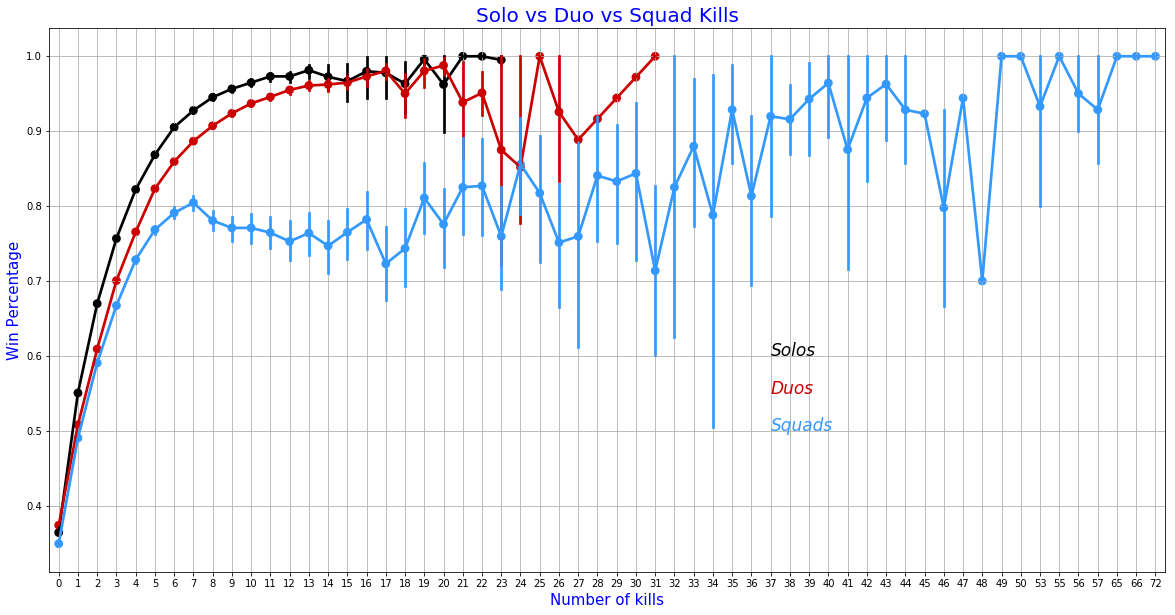 Solo vs Duo vs Squad Kills
Win Percentage
1.0
0.9
0.8
0.7
0.6
0.5
0.4
Solos
Duos
Squads
0 1 2 3 4 5 6 7 8 9 10 11 12 13 14 15 16 17 18 19 20 21 22 23 24 25 26 27 28 29 30 31 32 33 34 35 36 37 38 39 40 41 42 43 44 45 46 47 48 49 50 53 55 56 57 65 66 72
Number of kills